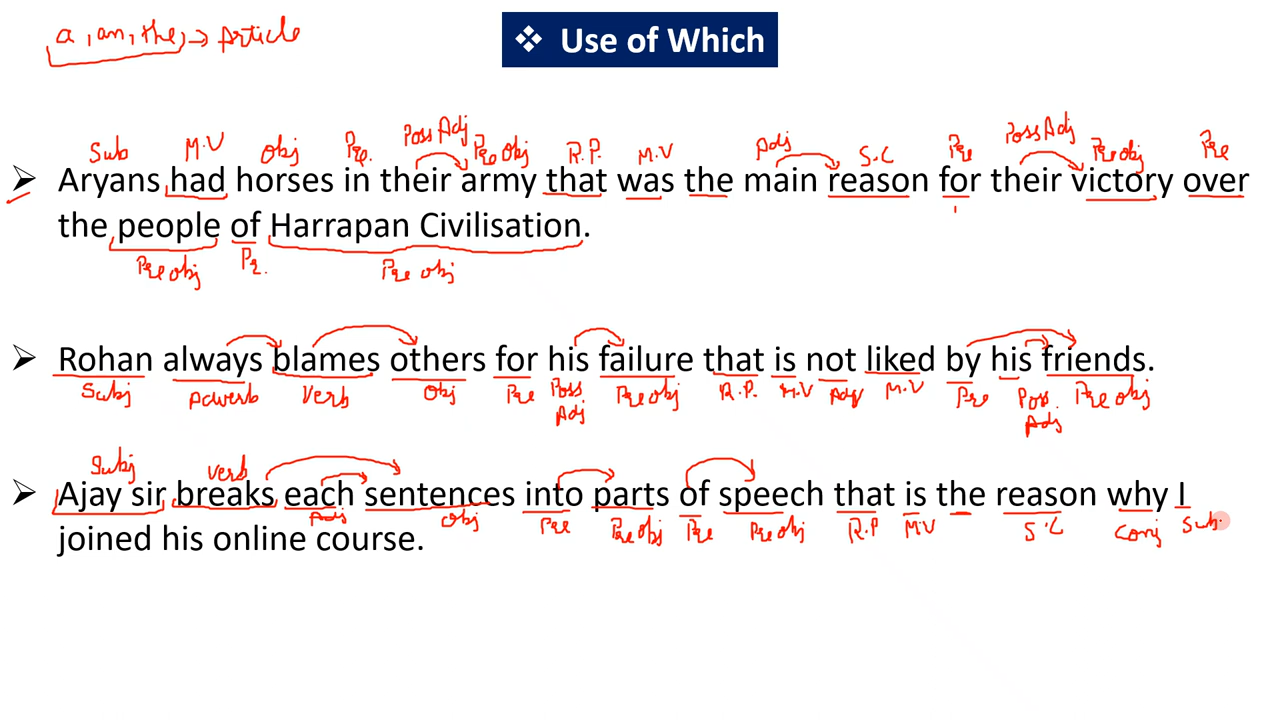 a, an, the, → Article
❖ Use of Which
Sub M.V Obj Pre. Poss Adj Pre Obj R.P. M.V Adj S.C Pre Poss Adj Pre obj Pre
➢ Aryans had horses in their army that was the main reason for their victory over
the people of Harrapan Civilisation.
Pre obj Pr. Pre obj
➢ Rohan always blames others for his failure that is not liked by his friends.
Subj Adverb Verb Obj Pre Poss Adj Pre obj R.P. M.V Adv M.V Pre Poss. Adj Pre obj
Subj Verb
➢ Ajay sir breaks each sentences into parts of speech that is the reason why I
Adj Obj Pre Pre obj Pre Pre obj R.P M.V S.C Conj Sub.
joined his online course.